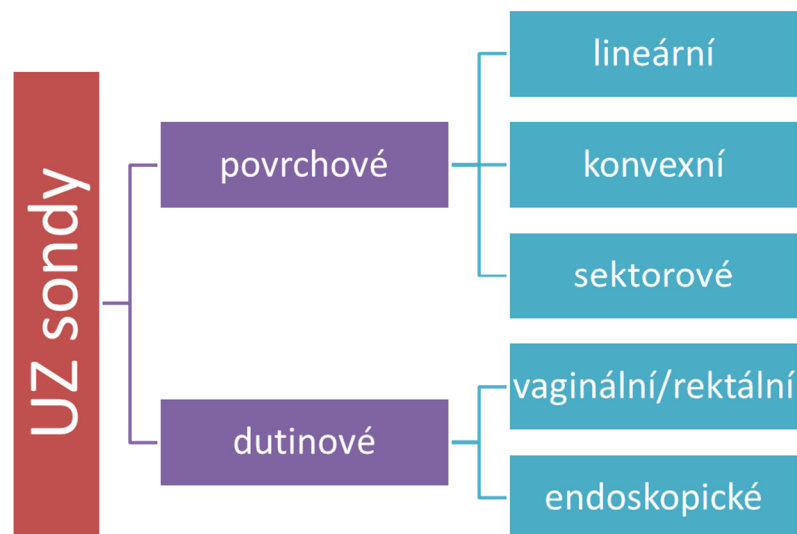 UZ sondy
povrchové
lineární
konvexní
sektorové
dutinové
vaginální/rektální
endoskopické